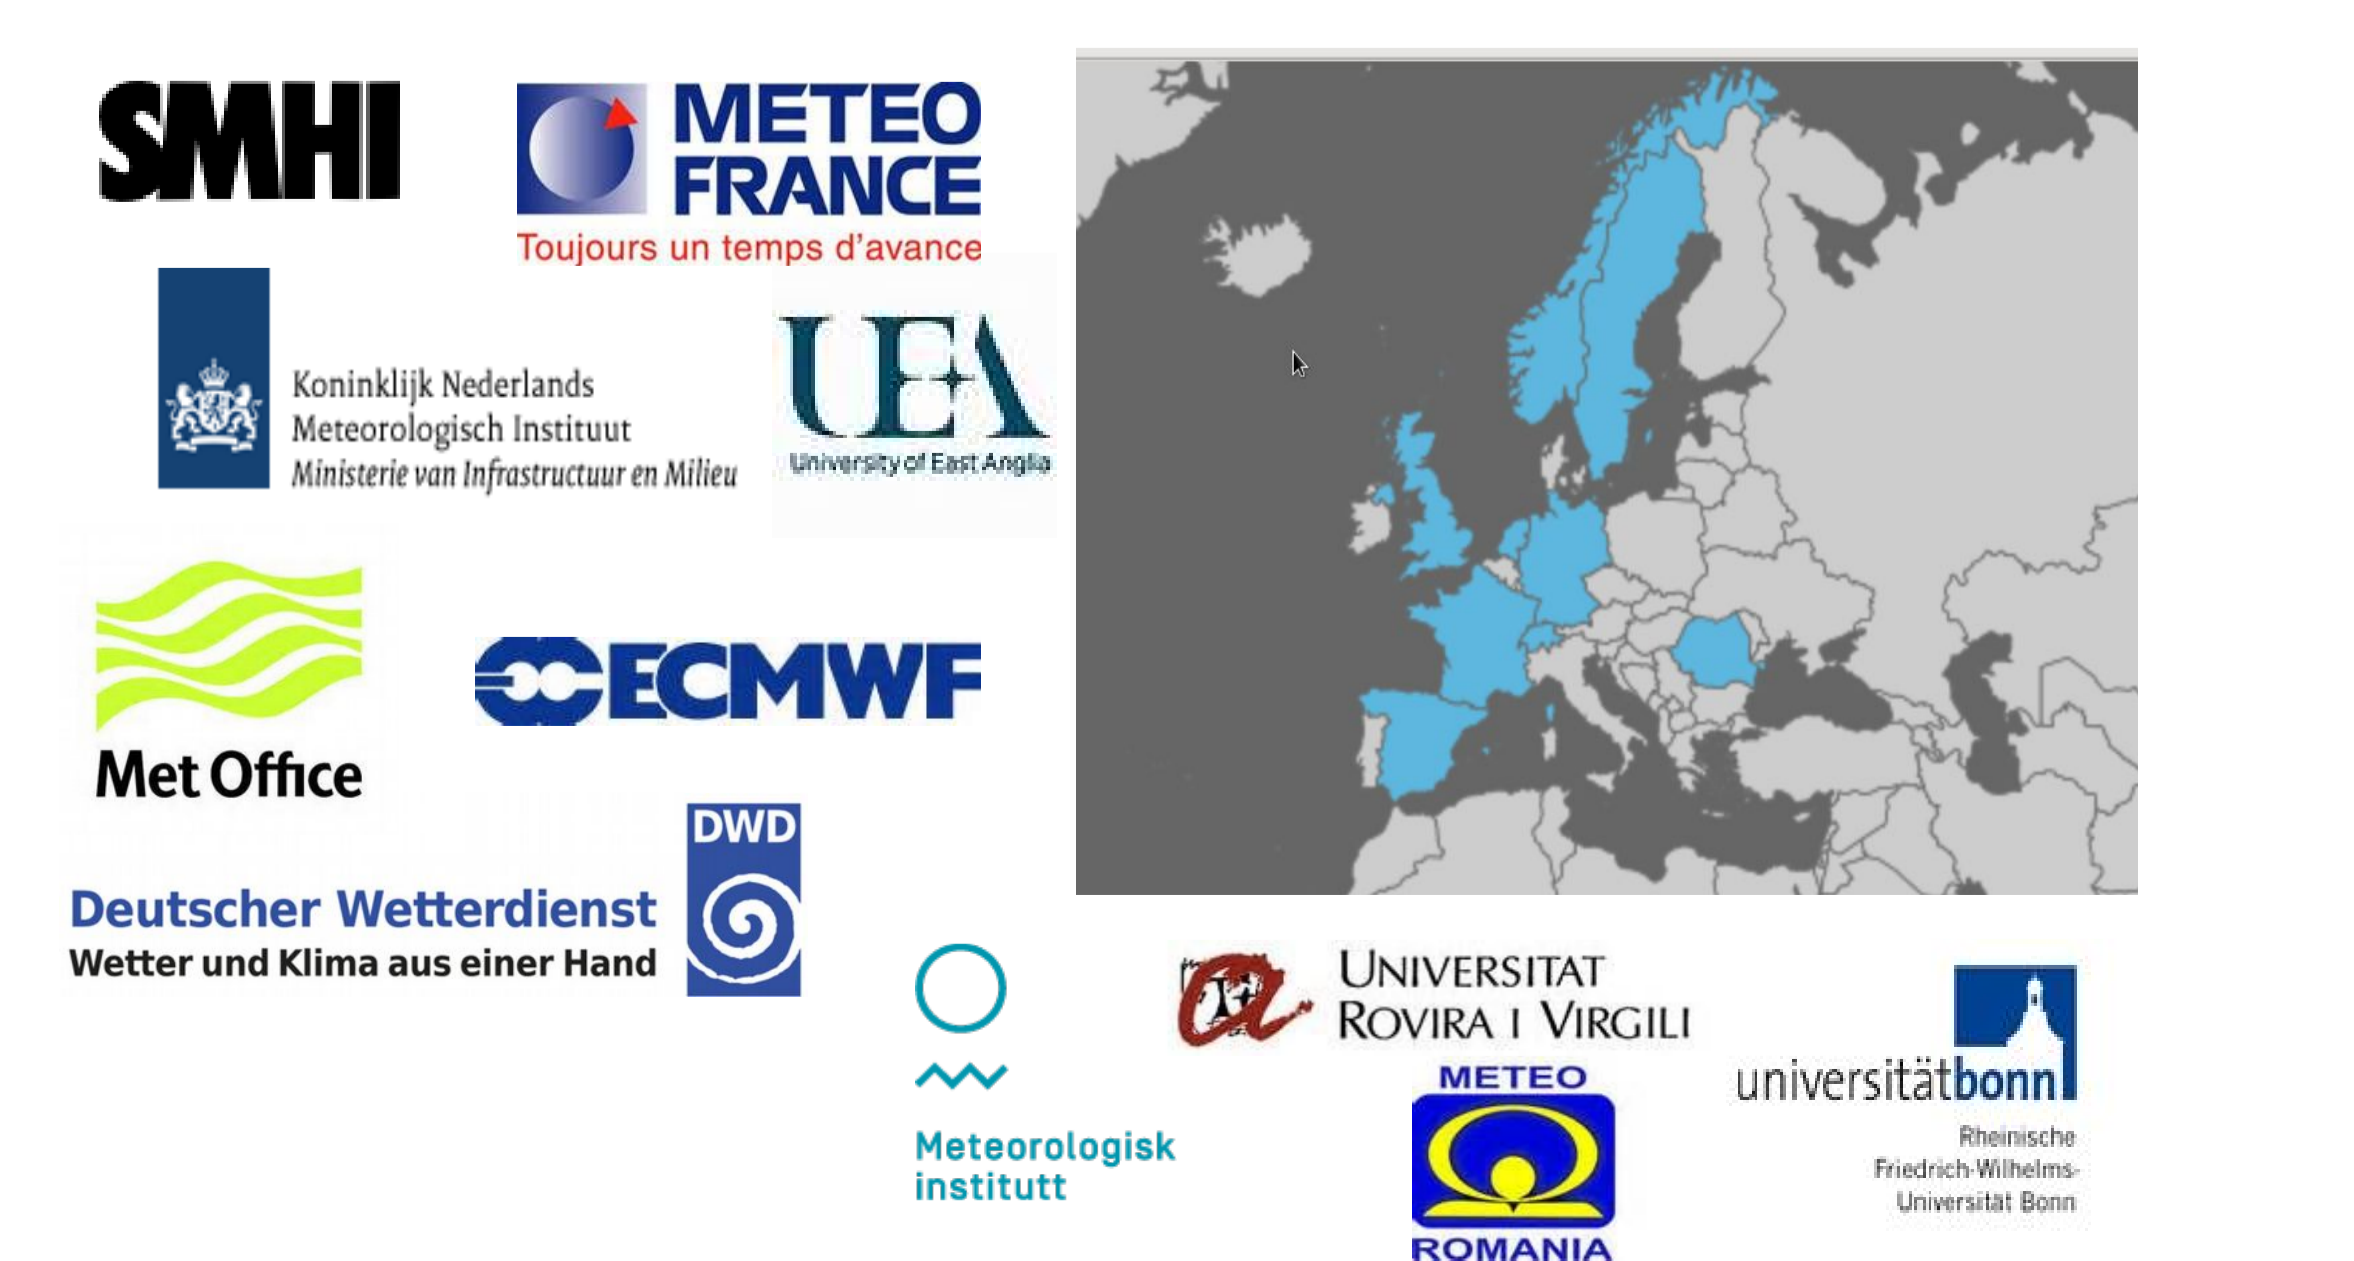 SMHI
METEO
FRANCE
Toujours un temps d'avance
Koninklijk Nederlands
Meteorologisch Instituut
Ministerie van Infrastructuur en Milieu
UEA
University of East Anglia
Met Office
ECMWF
DWD
Deutscher Wetterdienst
Wetter und Klima aus einer Hand
Meteorologisk
institutt
UNIVERSITAT
ROVIRA I VIRGILI
METEO
ROMANIA
universitätbonn
Rheinische
Friedrich-Wilhelms-
Universität Bonn